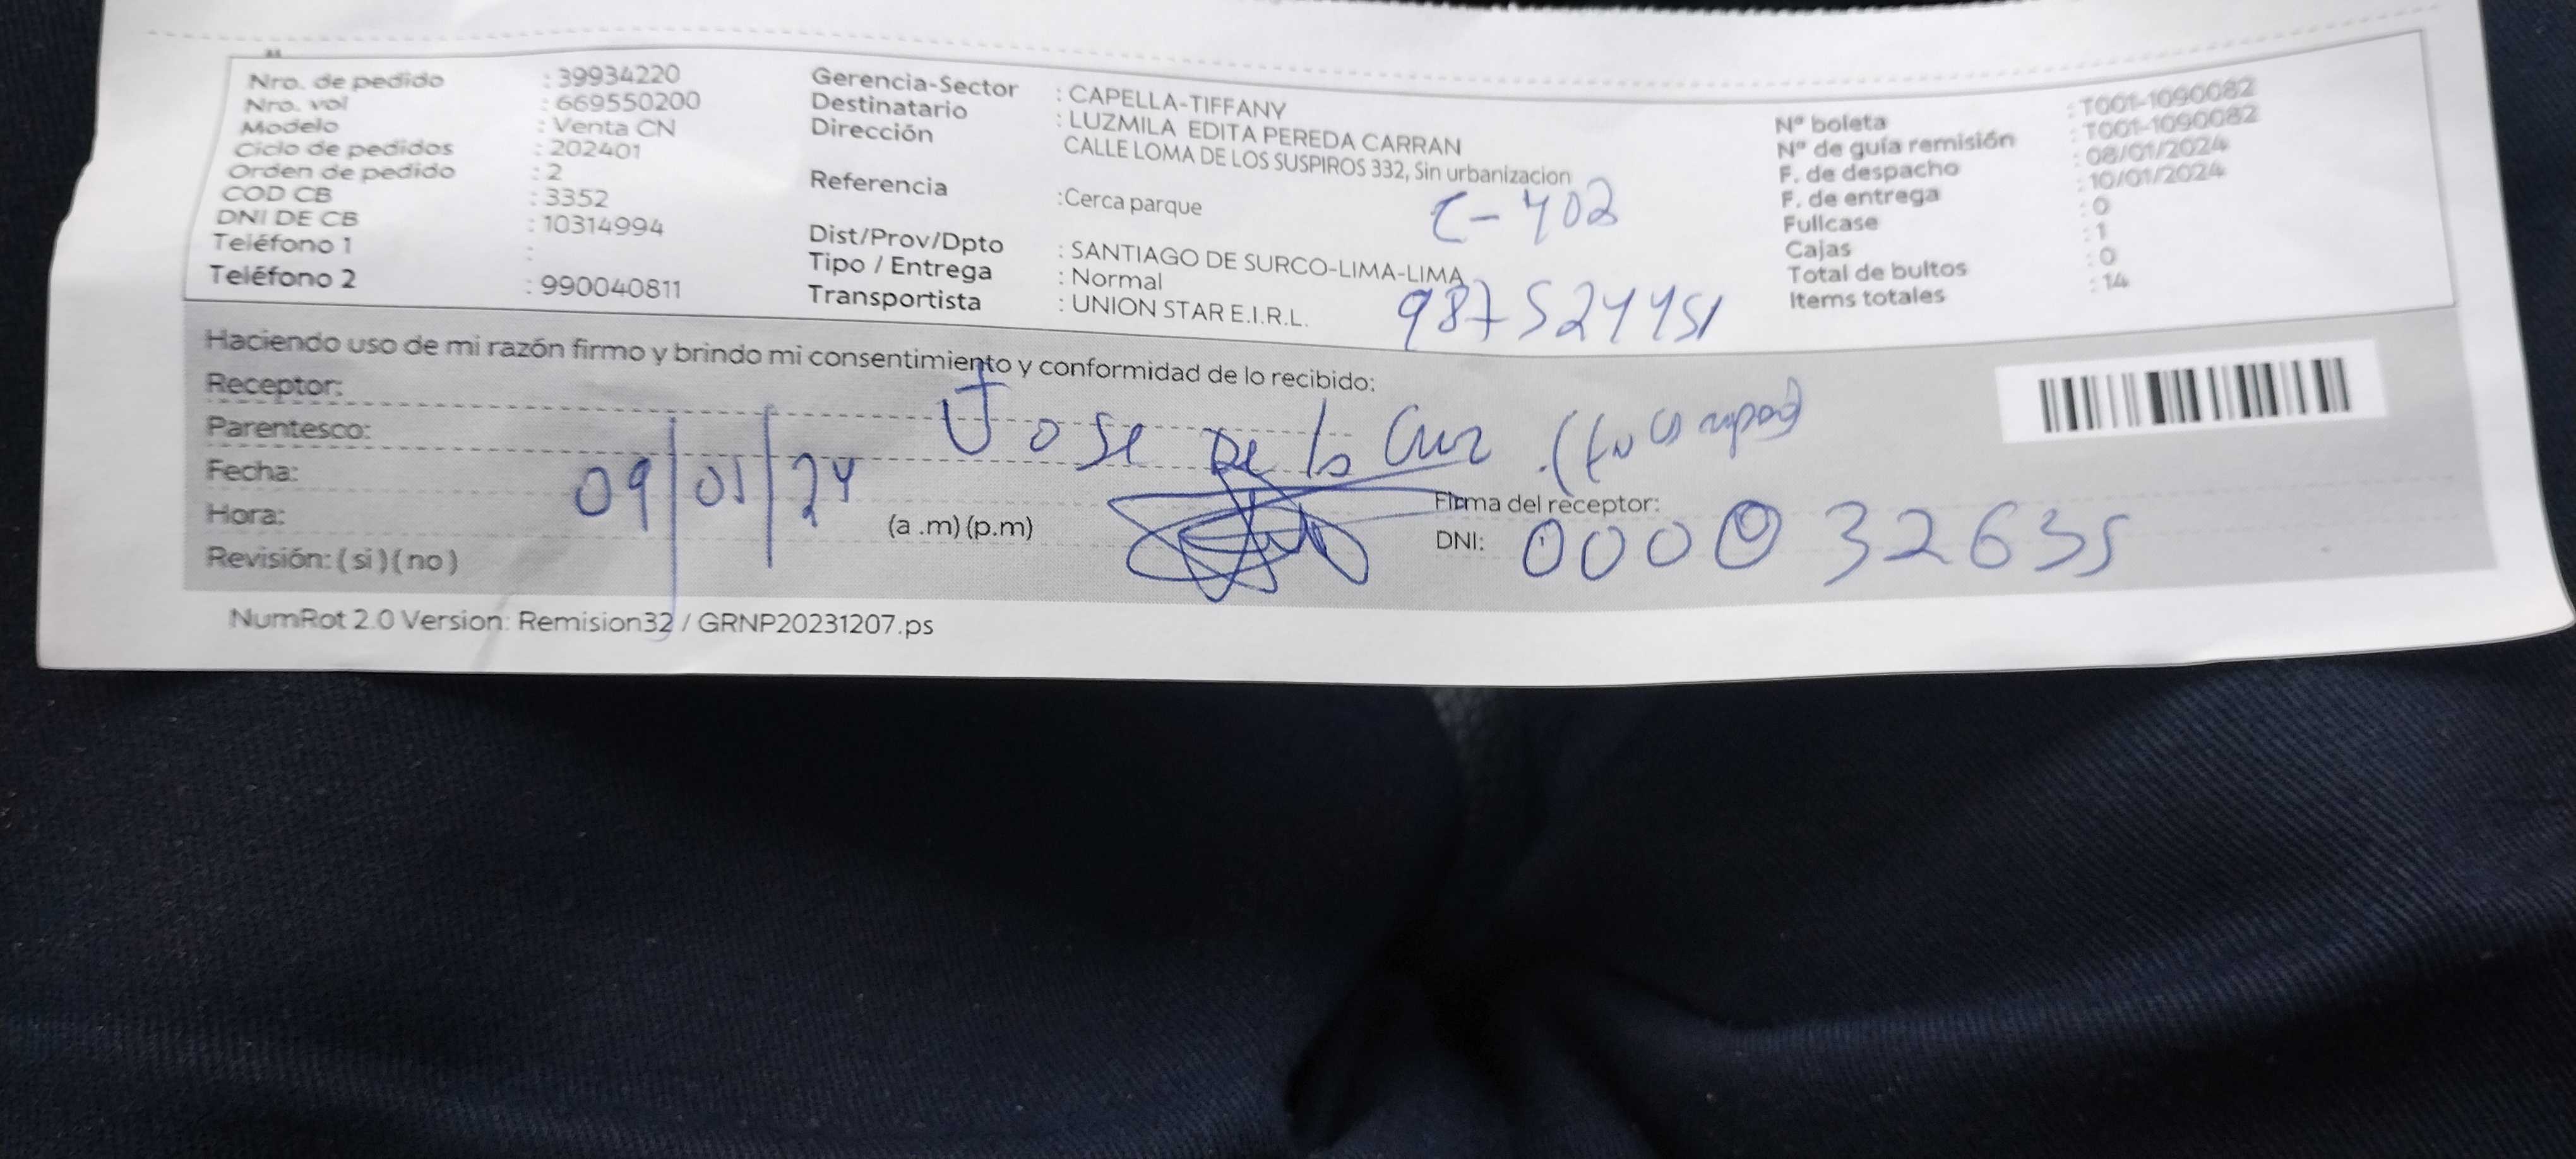 Nro. de pedido : 39934220
Nro. vol : 669550200
Modelo : Venta CN
Ciclo de pedidos : 202401
Orden de pedido : 2
COD CB : 3352
DNI DE CB : 10314994
Teléfono 1 :
Teléfono 2 : 990040811
Gerencia-Sector : CAPELLA-TIFFANY
Destinatario : LUZMILA EDITA PEREDA CARRAN
Dirección CALLE LOMA DE LOS SUSPIROS 332, Sin urbanizacion
Referencia :Cerca parque
C-402
Dist/Prov/Dpto : SANTIAGO DE SURCO-LIMA-LIMA
Tipo / Entrega : Normal
Transportista : UNION STAR E.I.R.L.
987524451
Nº boleta : T001-1090082
Nº de guía remisión : T001-1090082
F. de despacho : 08/01/2024
F. de entrega : 10/01/2024
Fullcase : 0
Cajas : 1
Total de bultos : 0
Items totales : 14
Haciendo uso de mi razón firmo y brindo mi consentimiento y conformidad de lo recibido:
Receptor:
Jose De la Cruz
Parentesco:
Fecha: 09/01/24
Hora: (a .m) (p.m)
Revisión: ( si ) ( no )
Firma del receptor:
DNI: 000032635
NumRot 2.0 Version: Remision32 / GRNP20231207.ps